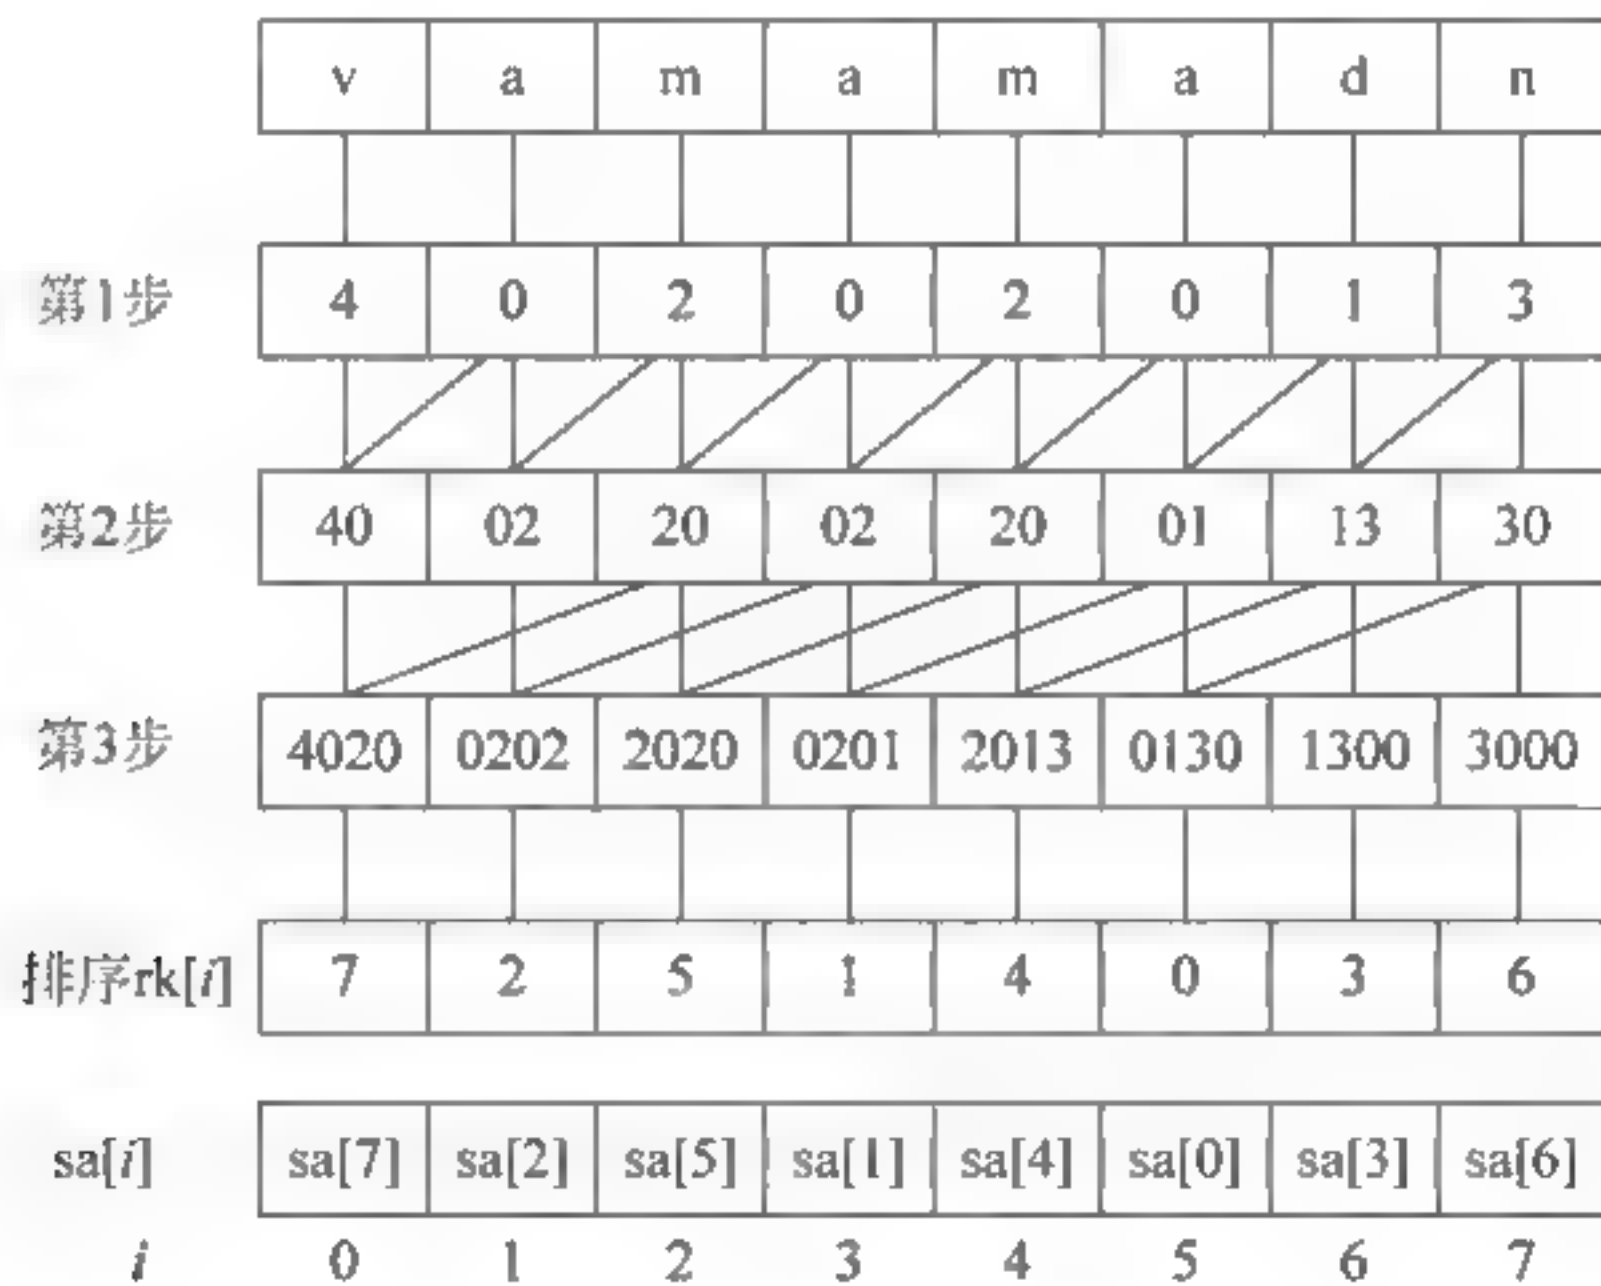 v a m a m a d n
第1步 4 0 2 0 2 0 1 3
第2步 40 02 20 02 20 01 13 30
第3步 4020 0202 2020 0201 2013 0130 1300 3000
排序rk[i] 7 2 5 1 4 0 3 6
sa[i] sa[7] sa[2] sa[5] sa[1] sa[4] sa[0] sa[3] sa[6]
i 0 1 2 3 4 5 6 7